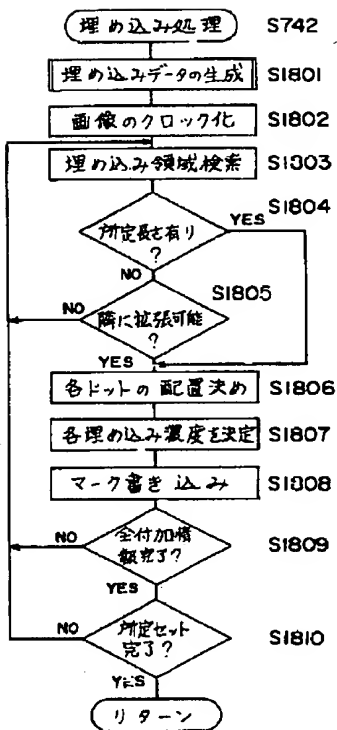 埋め込み処理 S742
埋め込みデータの生成 S1801
画像のクロック化 S1802
埋め込み領域検索 S1803
S1804
所定長さ有り
?
YES
NO
S1805
隣に拡張可能
?
NO
YES
各ドットの配置決め S1806
各埋め込み濃度を決定 S1807
マーク書き込み S1808
全付加情
報完了?
NO
S1809
YES
所定セット
完了?
NO
S1810
YES
リターン